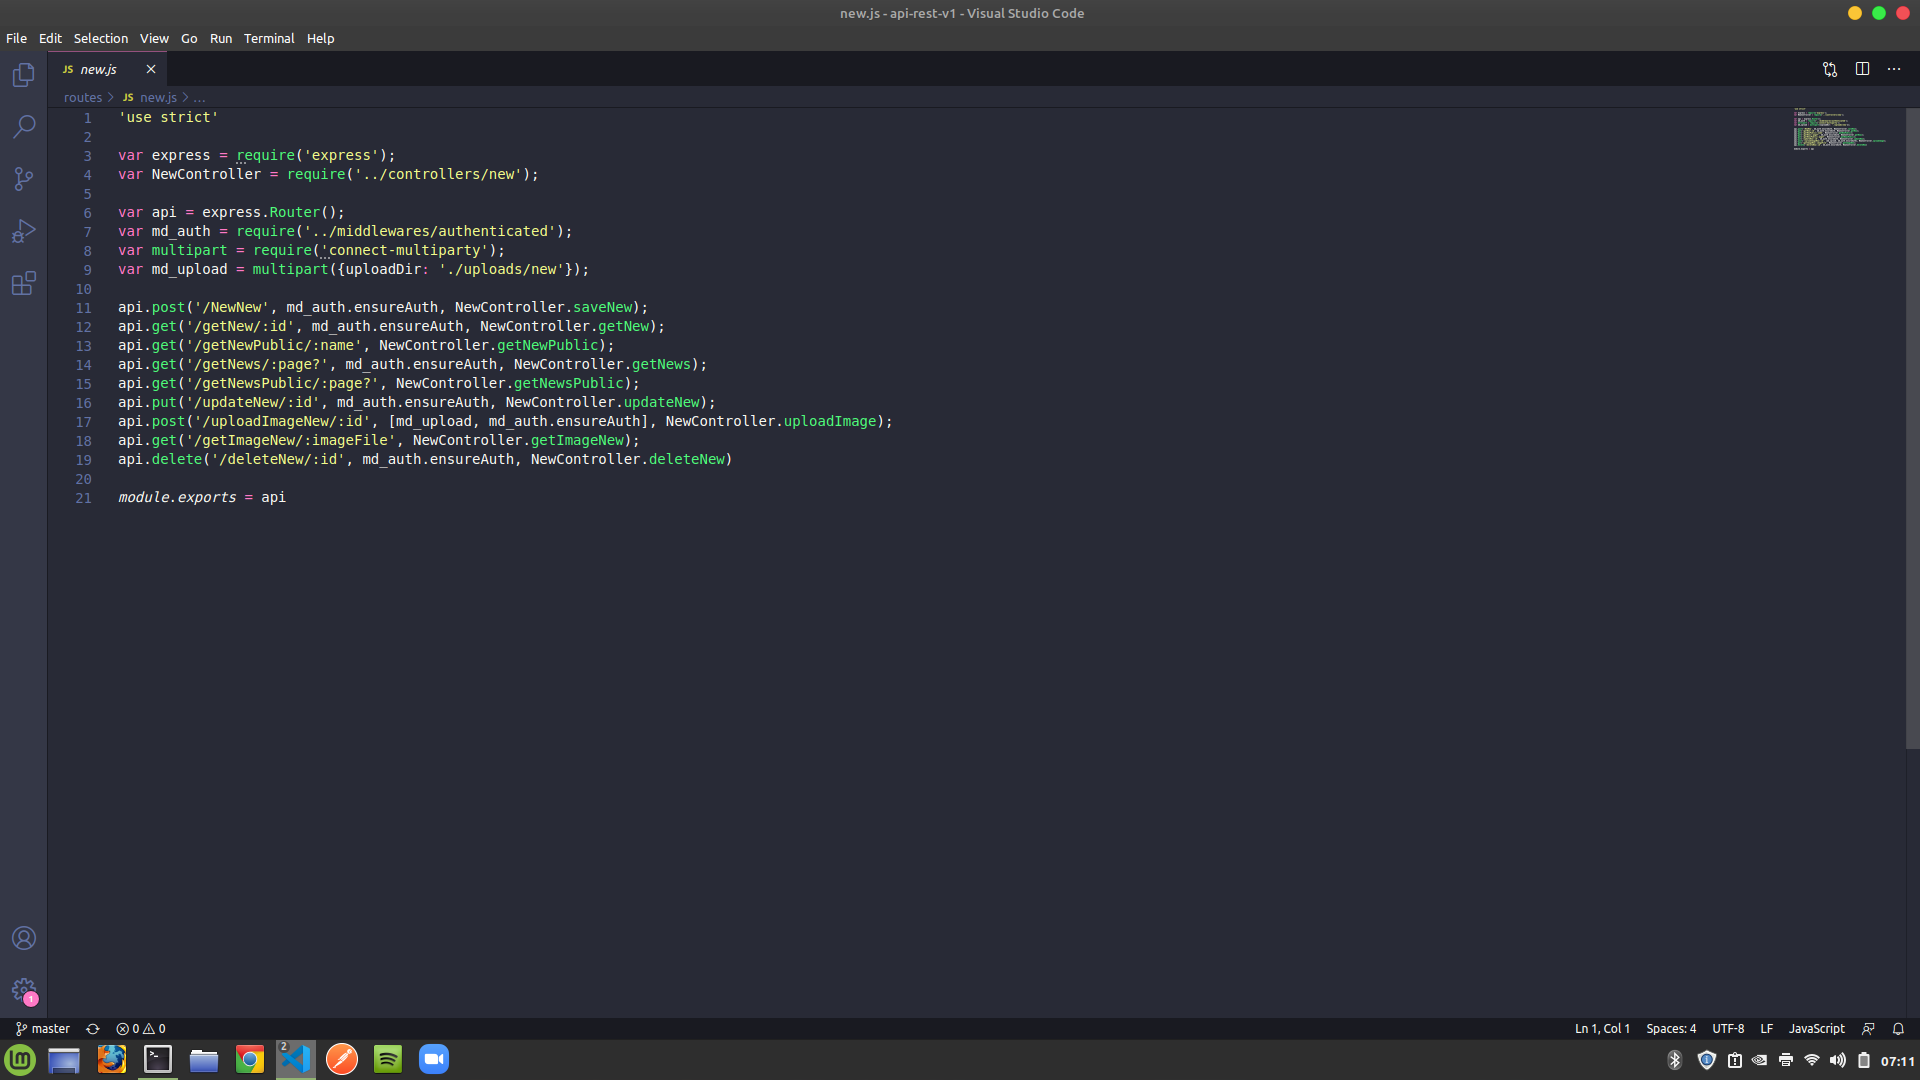 new.js - api-rest-v1 - Visual Studio Code
File Edit Selection View Go Run Terminal Help
JS new.js
routes > JS new.js > ...
1 'use strict'
2
3 var express = require('express');
4 var NewController = require('../controllers/new');
5
6 var api = express.Router();
7 var md_auth = require('../middlewares/authenticated');
8 var multipart = require('connect-multiparty');
9 var md_upload = multipart({uploadDir: './uploads/new'});
10
11 api.post('/NewNew', md_auth.ensureAuth, NewController.saveNew);
12 api.get('/getNew/:id', md_auth.ensureAuth, NewController.getNew);
13 api.get('/getNewPublic/:name', NewController.getNewPublic);
14 api.get('/getNews/:page?', md_auth.ensureAuth, NewController.getNews);
15 api.get('/getNewsPublic/:page?', NewController.getNewsPublic);
16 api.put('/updateNew/:id', md_auth.ensureAuth, NewController.updateNew);
17 api.post('/uploadImageNew/:id', [md_upload, md_auth.ensureAuth], NewController.uploadImage);
18 api.get('/getImageNew/:imageFile', NewController.getImageNew);
19 api.delete('/deleteNew/:id', md_auth.ensureAuth, NewController.deleteNew)
20
21 module.exports = api
1
master 0 0 Ln 1, Col 1 Spaces: 4 UTF-8 LF JavaScript
2
07:11